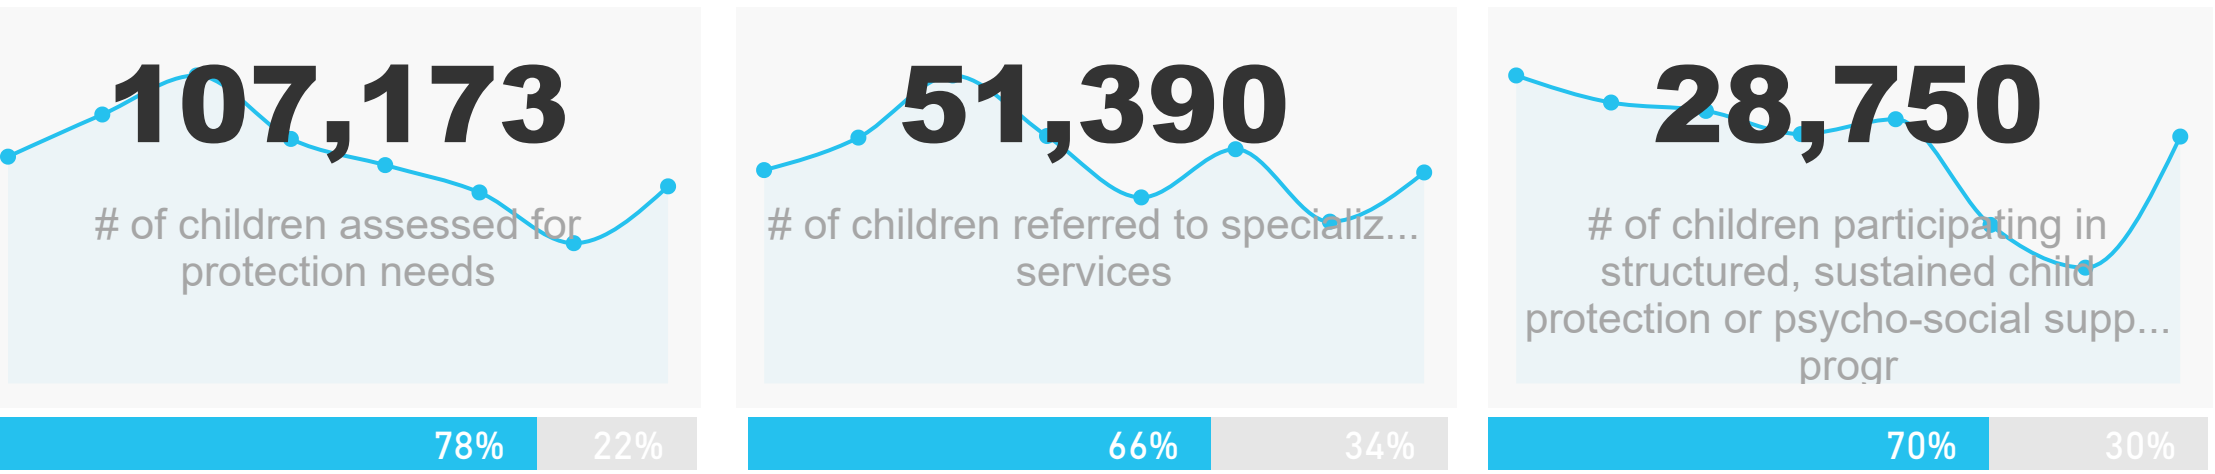 107,173
# of children assessed for
protection needs
78%
22%
51,390
# of children referred to specializ...
services
66%
34%
28,750
# of children participating in
structured, sustained child
protection or psycho-social supp...
progr
70%
30%